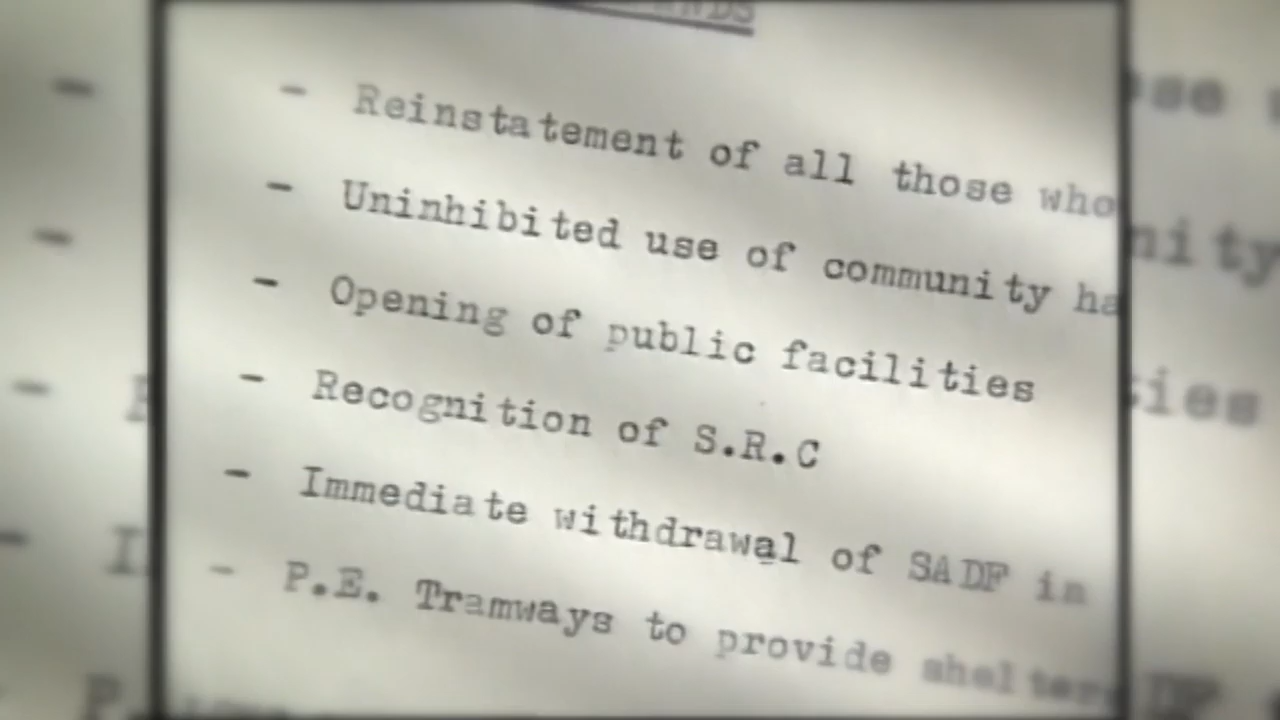 - Reinstatement of all those who
- Uninhibited use of community ha
- Opening of public facilities
- Recognition of S.R.C
- Immediate withdrawal of SADF in
- P.E. Tramways to provide shelters